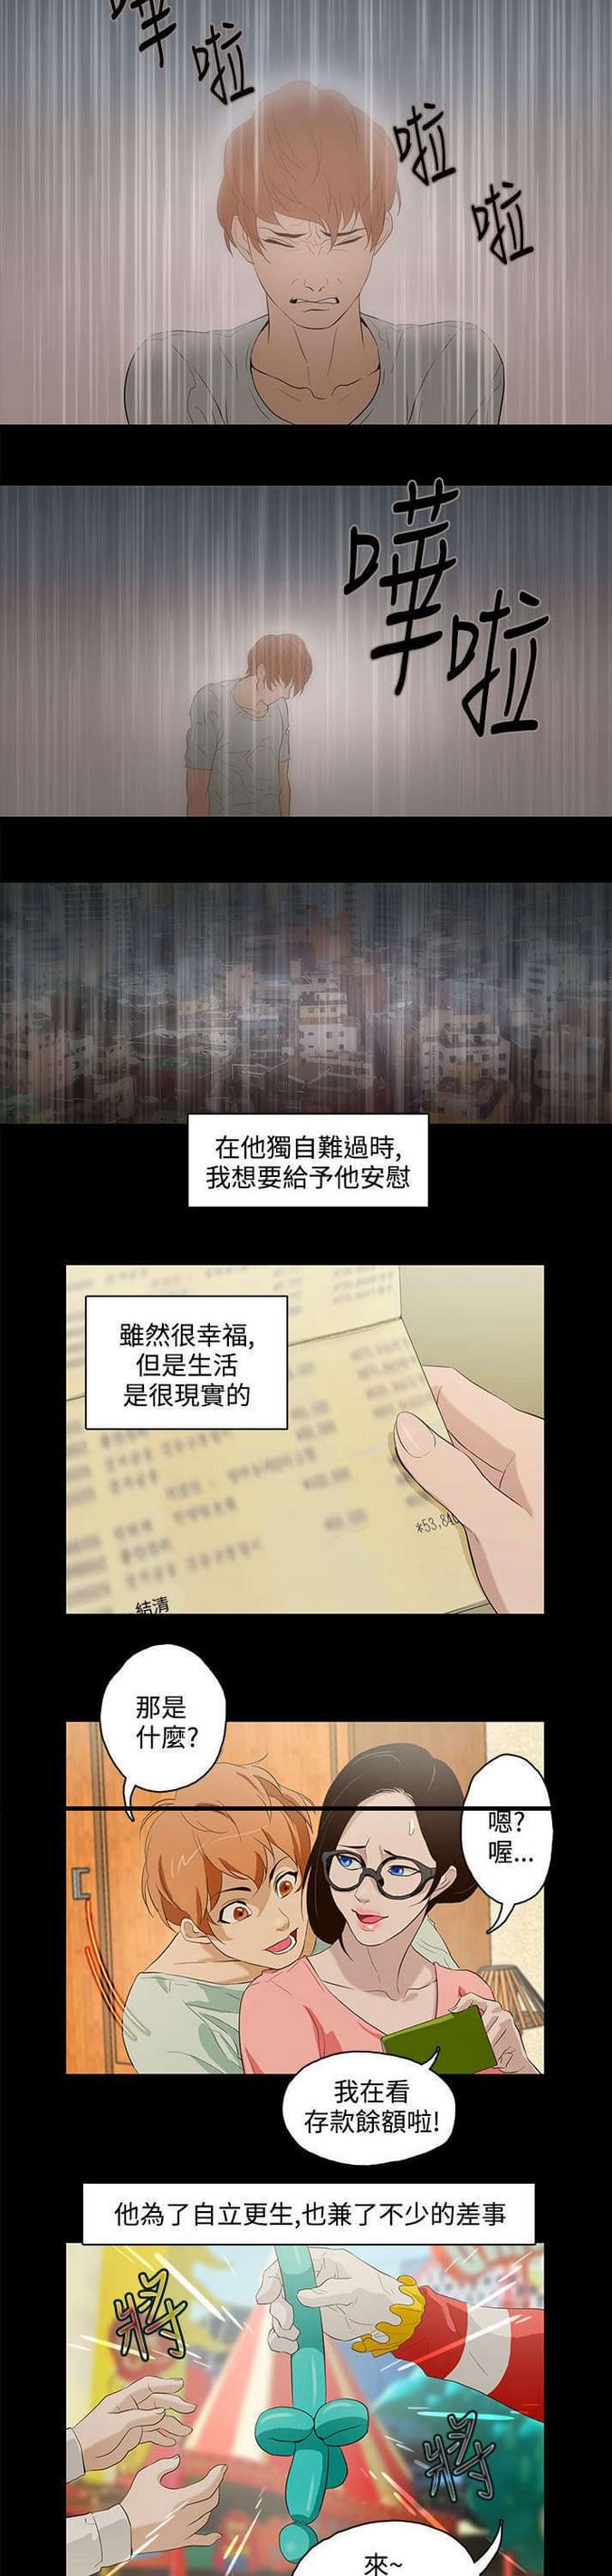 嘩
啦
啦
啦
嘩
啦
在他獨自難過時,
我想要給予他安慰
雖然很幸福,
但是生活
是很現實的
*53,840
結清
那是
什麼?
嗯?
喔...
我在看
存款餘額啦!
他為了自立更生,也兼了不少的差事
將
將
來~